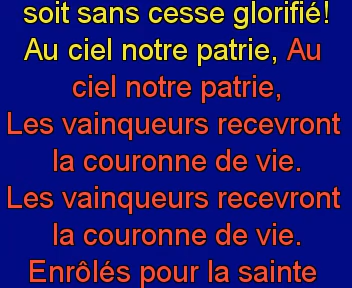 soit sans cesse glorifié!
Au ciel notre patrie, Au
ciel notre patrie,
Les vainqueurs recevront
la couronne de vie.
Les vainqueurs recevront
la couronne de vie.
Enrôlés pour la sainte